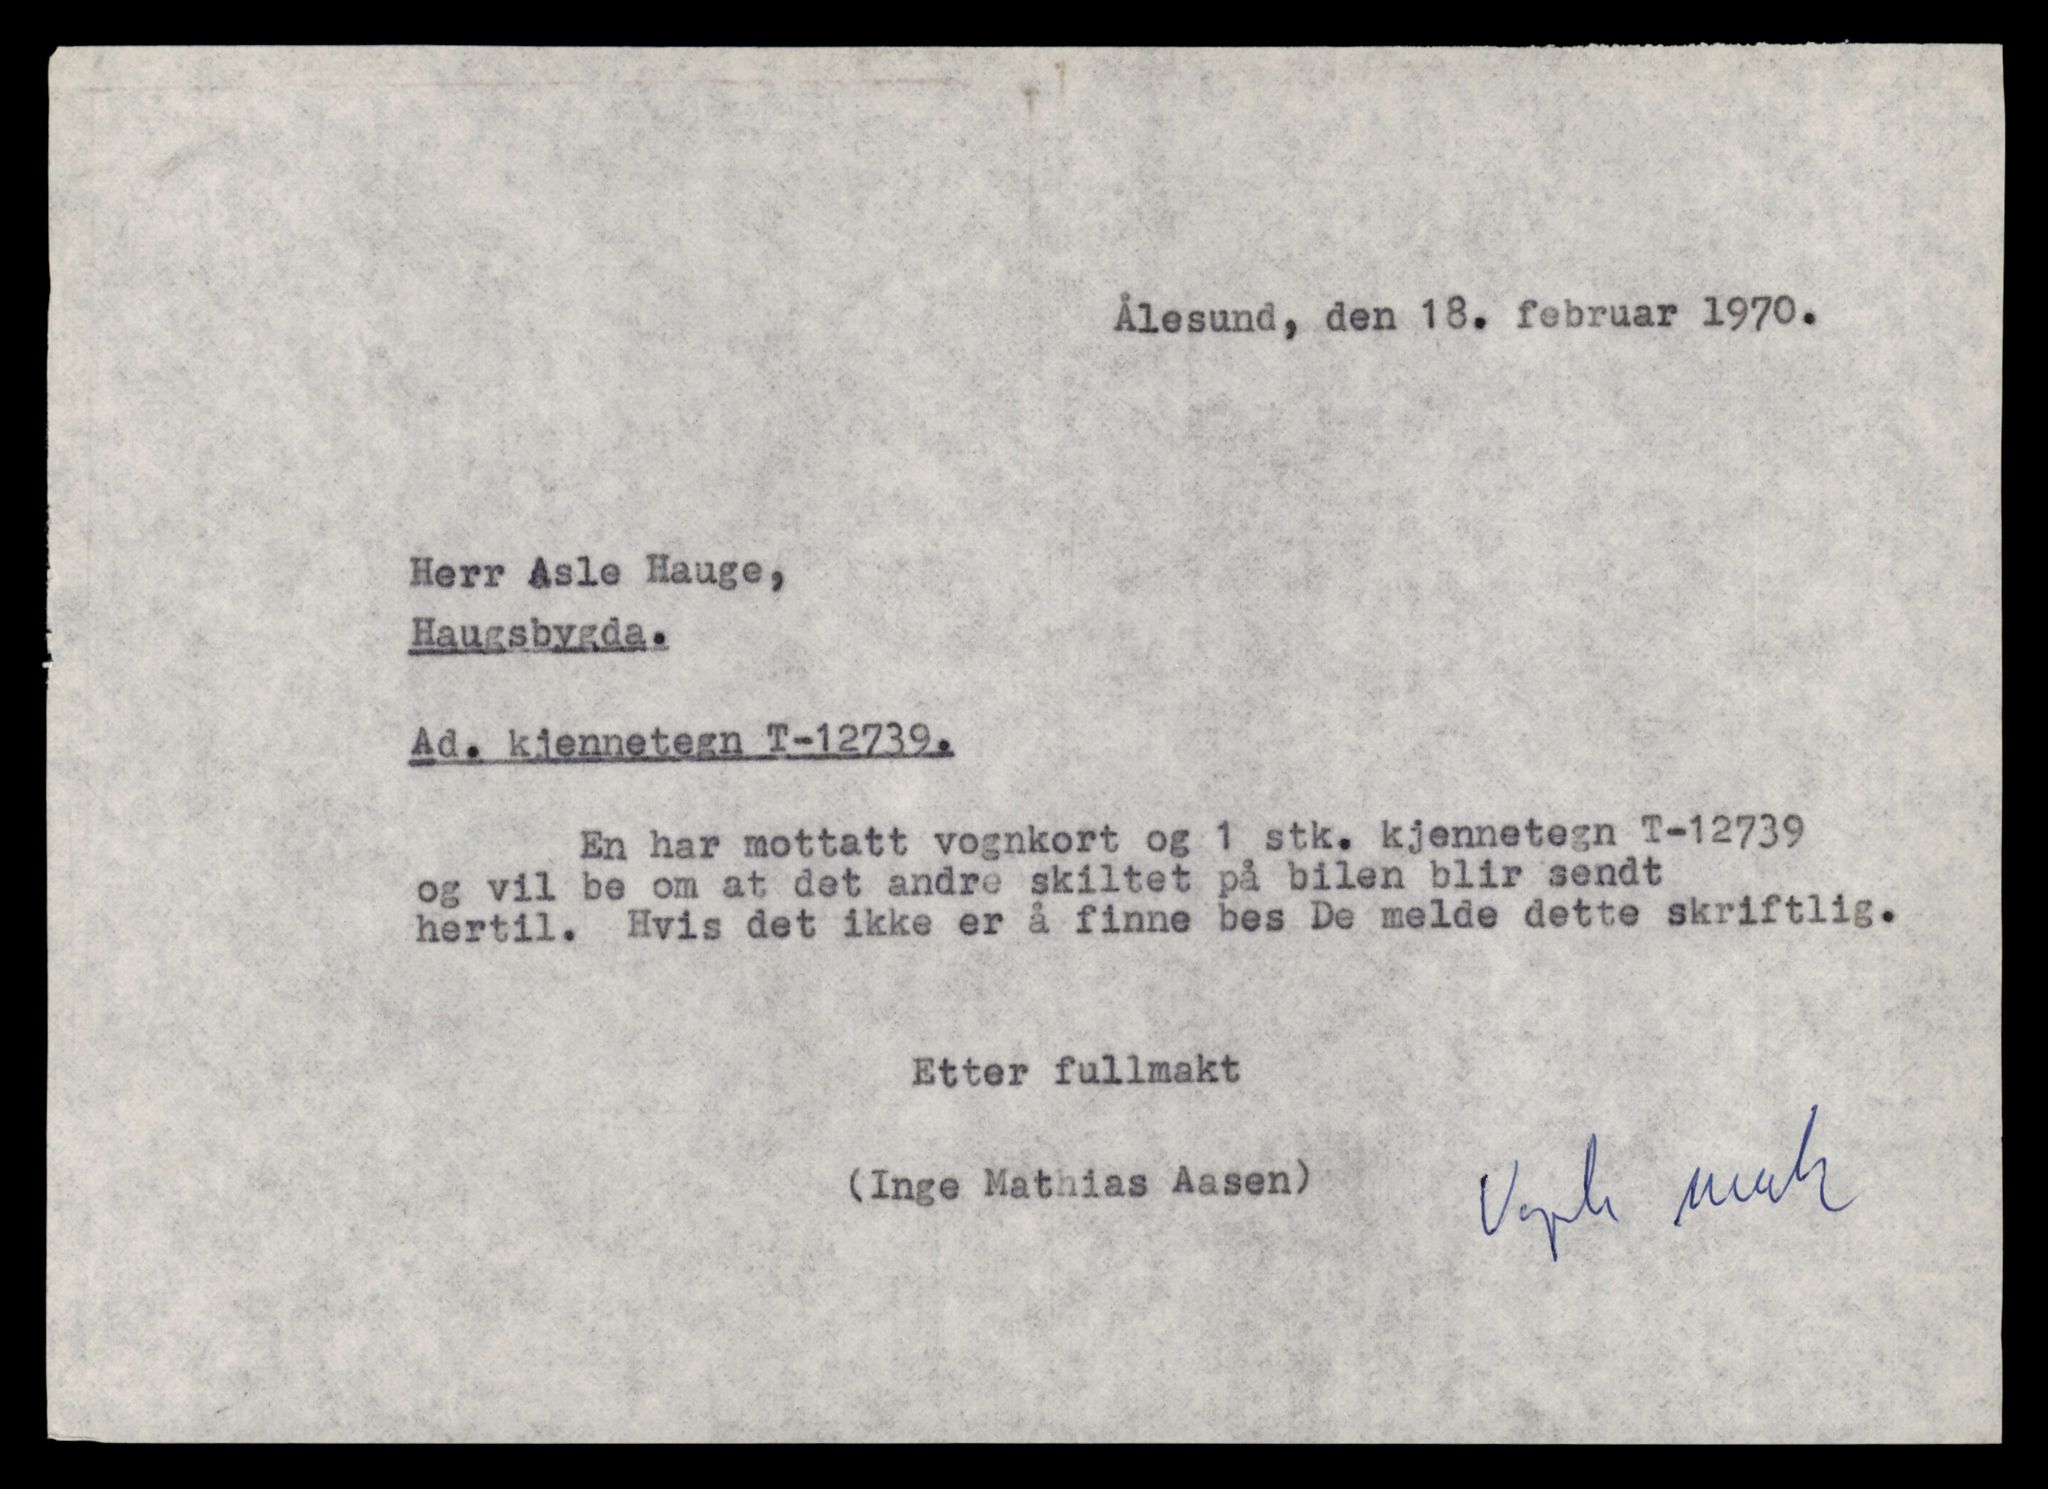 Ålesund, den 18. februar 1970.
Herr Asle Hauge,
Haugsbygda.
Ad. kjennetegn T-12739.
En har mottatt vognkort og 1 stk. kjennetegn T-12739
og vil be om at det andre skiltet på bilen blir sendt
hertil. Hvis det ikke er å finne bes De melde dette skriftlig.
Etter fullmakt
(Inge Mathias Aasen)